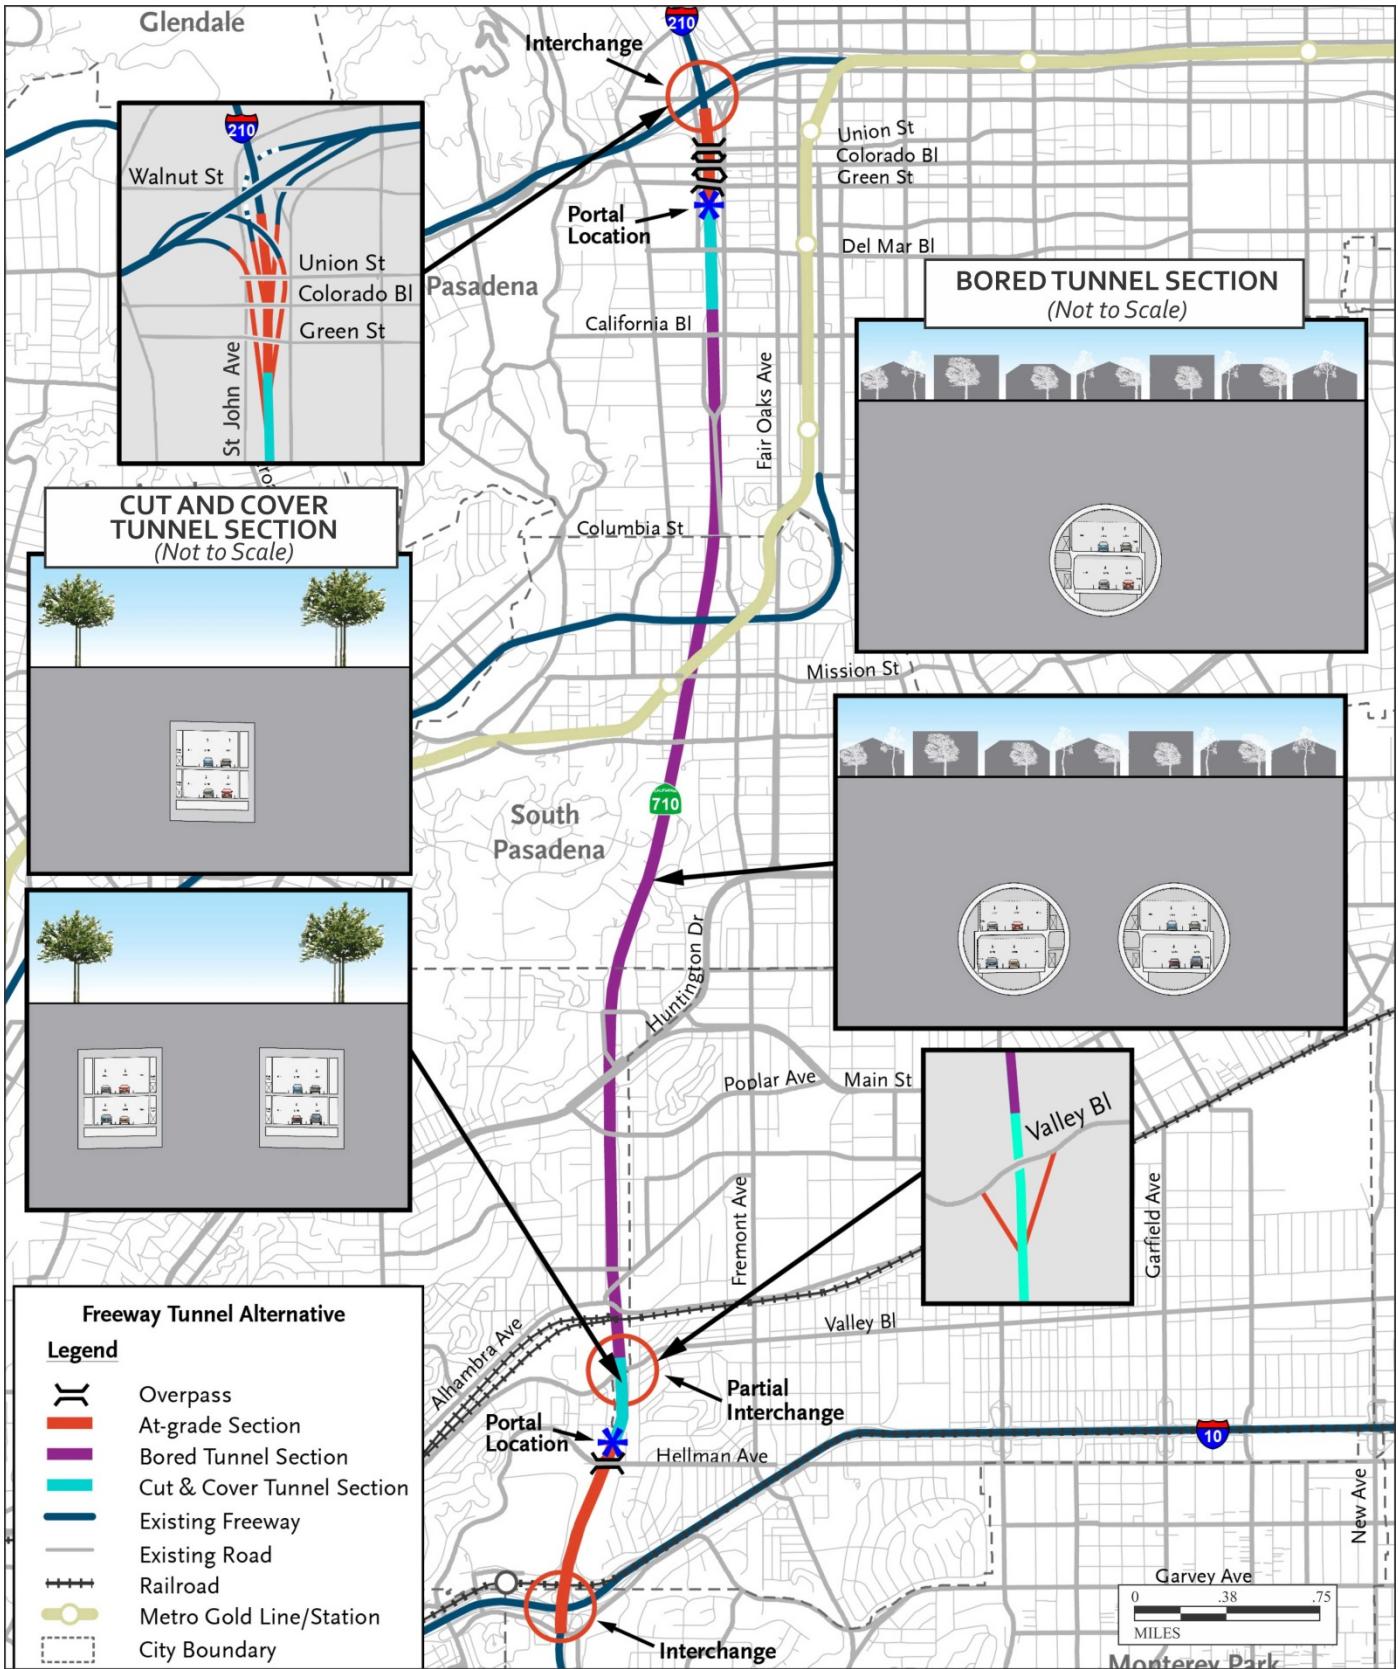 Glendale
210
Interchange
210
Walnut St
Union St
Colorado Bl
Green St
St John Ave
Union St
Colorado Bl
Green St
Portal
Location
Del Mar Bl
Pasadena
California Bl
Fair Oaks Ave
BORED TUNNEL SECTION
(Not to Scale)
CUT AND COVER
TUNNEL SECTION
(Not to Scale)
Columbia St
Mission St
710
South
Pasadena
Huntington Dr
Poplar Ave
Main St
Valley Bl
Fremont Ave
Garfield Ave
Alhambra Ave
Valley Bl
Partial
Interchange
Portal
Location
Hellman Ave
10
New Ave
Garvey Ave
Interchange
0 .38 .75
MILES
Monterey Park
Freeway Tunnel Alternative
Legend
Overpass
At-grade Section
Bored Tunnel Section
Cut & Cover Tunnel Section
Existing Freeway
Existing Road
Railroad
Metro Gold Line/Station
City Boundary